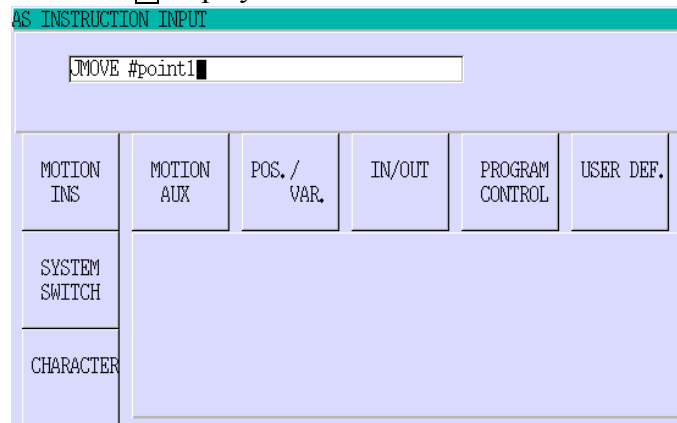 AS INSTRUCTION INPUT
JMOVE #point1
MOTION INS
MOTION AUX
POS./ VAR.
IN/OUT
PROGRAM CONTROL
USER DEF.
SYSTEM SWITCH
CHARACTER